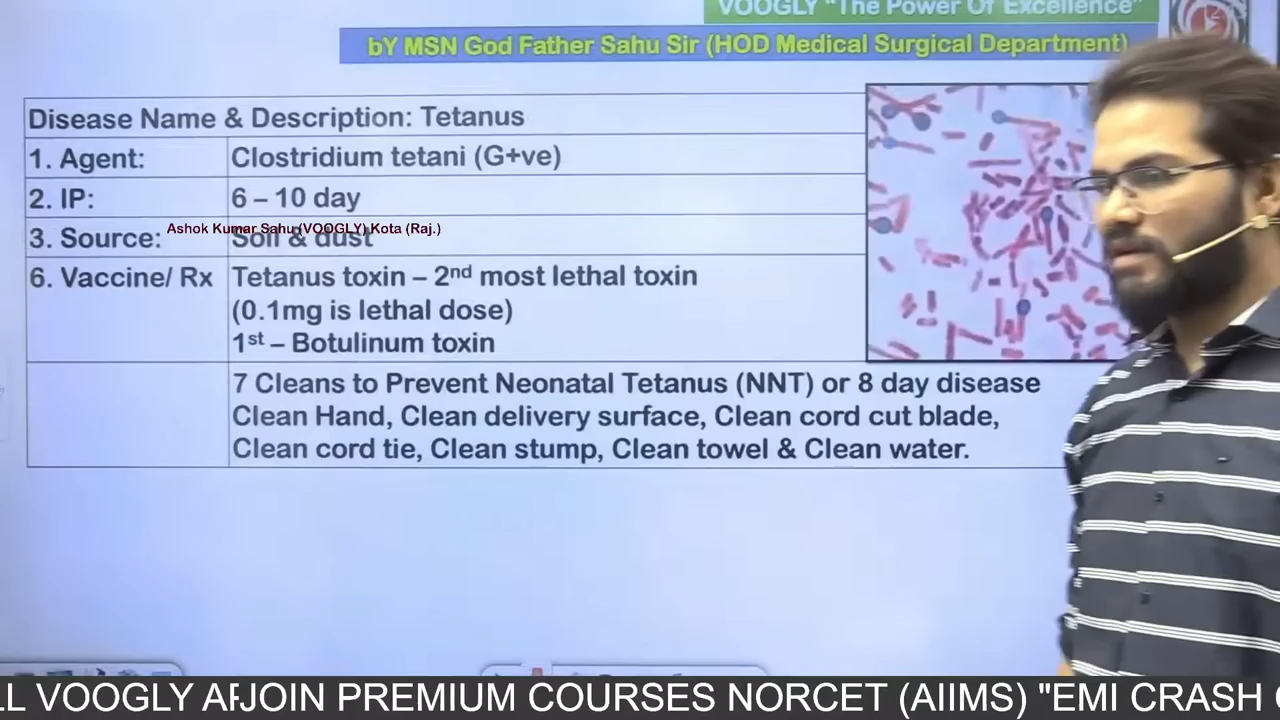 VOOGLY "The Power Of Excellence"
bY MSN God Father Sahu Sir (HOD Medical Surgical Department)
Disease Name & Description: Tetanus
1. Agent: Clostridium tetani (G+ve)
2. IP: 6 – 10 day
Ashok Kumar Sahu (VOOGLY) Kota (Raj.)
3. Source: Soil & dust
6. Vaccine/ Rx Tetanus toxin – 2nd most lethal toxin
(0.1mg is lethal dose)
1st – Botulinum toxin
7 Cleans to Prevent Neonatal Tetanus (NNT) or 8 day disease
Clean Hand, Clean delivery surface, Clean cord cut blade,
Clean cord tie, Clean stump, Clean towel & Clean water.
VOOGLY JOIN PREMIUM COURSES NORCET (AIIMS) "EMI CRASH